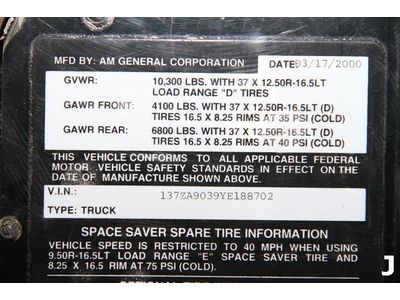 MFD BY: AM GENERAL CORPORATION DATE: 03/17/2000
GVWR: 10,300 LBS. WITH 37 X 12.50R-16.5LT
LOAD RANGE "D" TIRES
GAWR FRONT: 4100 LBS WITH 37 X 12.50R-16.5LT (D)
TIRES 16.5 X 8.25 RIMS AT 35 PSI (COLD)
GAWR REAR: 6800 LBS WITH 37 X 12.50R-16.5LT (D)
TIRES 16.5 X 8.25 RIMS AT 40 PSI (COLD)
THIS VEHICLE CONFORMS TO ALL APPLICABLE FEDERAL
MOTOR VEHICLE SAFETY STANDARDS IN EFFECT ON THE
DATE OF MANUFACTURE SHOWN ABOVE.
V.I.N.: 137ZA9039YE188702
TYPE: TRUCK
SPACE SAVER SPARE TIRE INFORMATION
VEHICLE SPEED IS RESTRICTED TO 40 MPH WHEN USING
9.50R-16.5LT LOAD RANGE "E" SPACE SAVER TIRE AND
8.25 X 16.5 RIM AT 75 PSI (COLD).
J